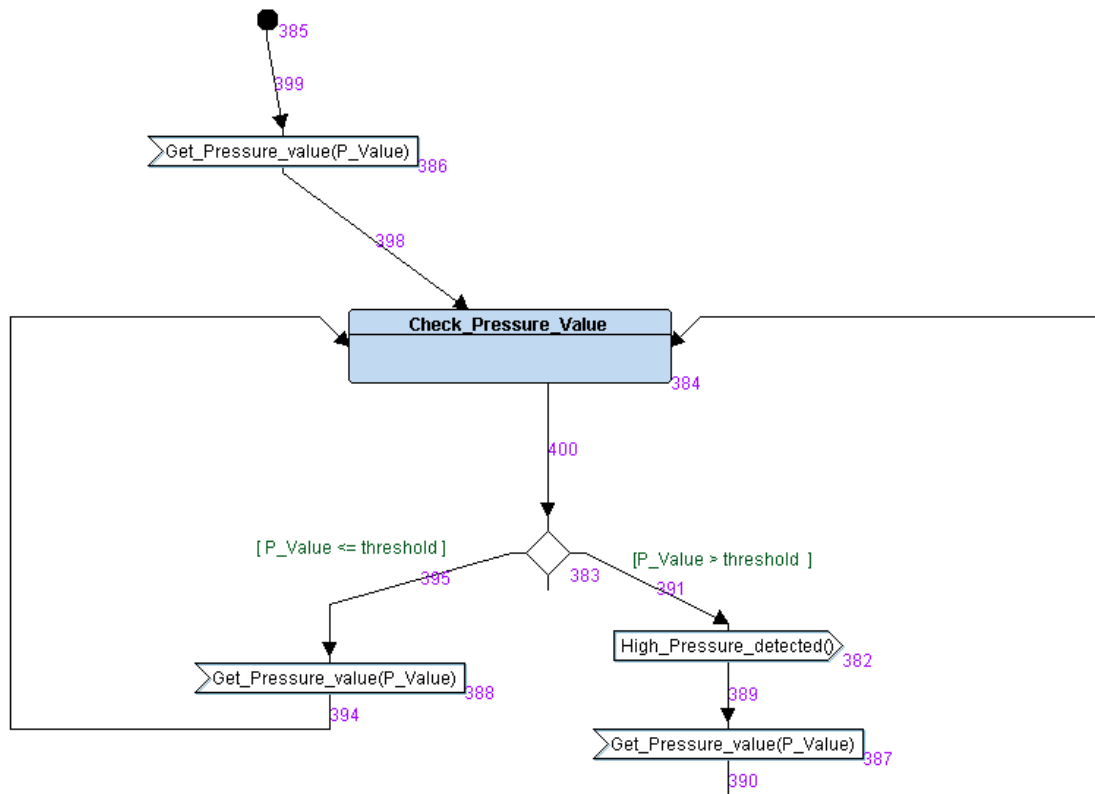 385
399
Get_Pressure_value(P_Value)
386
398
Check_Pressure_Value
384
400
[ P_Value <= threshold ]
[P_Value > threshold ]
395
383
391
High_Pressure_detected()
382
Get_Pressure_value(P_Value)
388
389
394
Get_Pressure_value(P_Value)
387
390